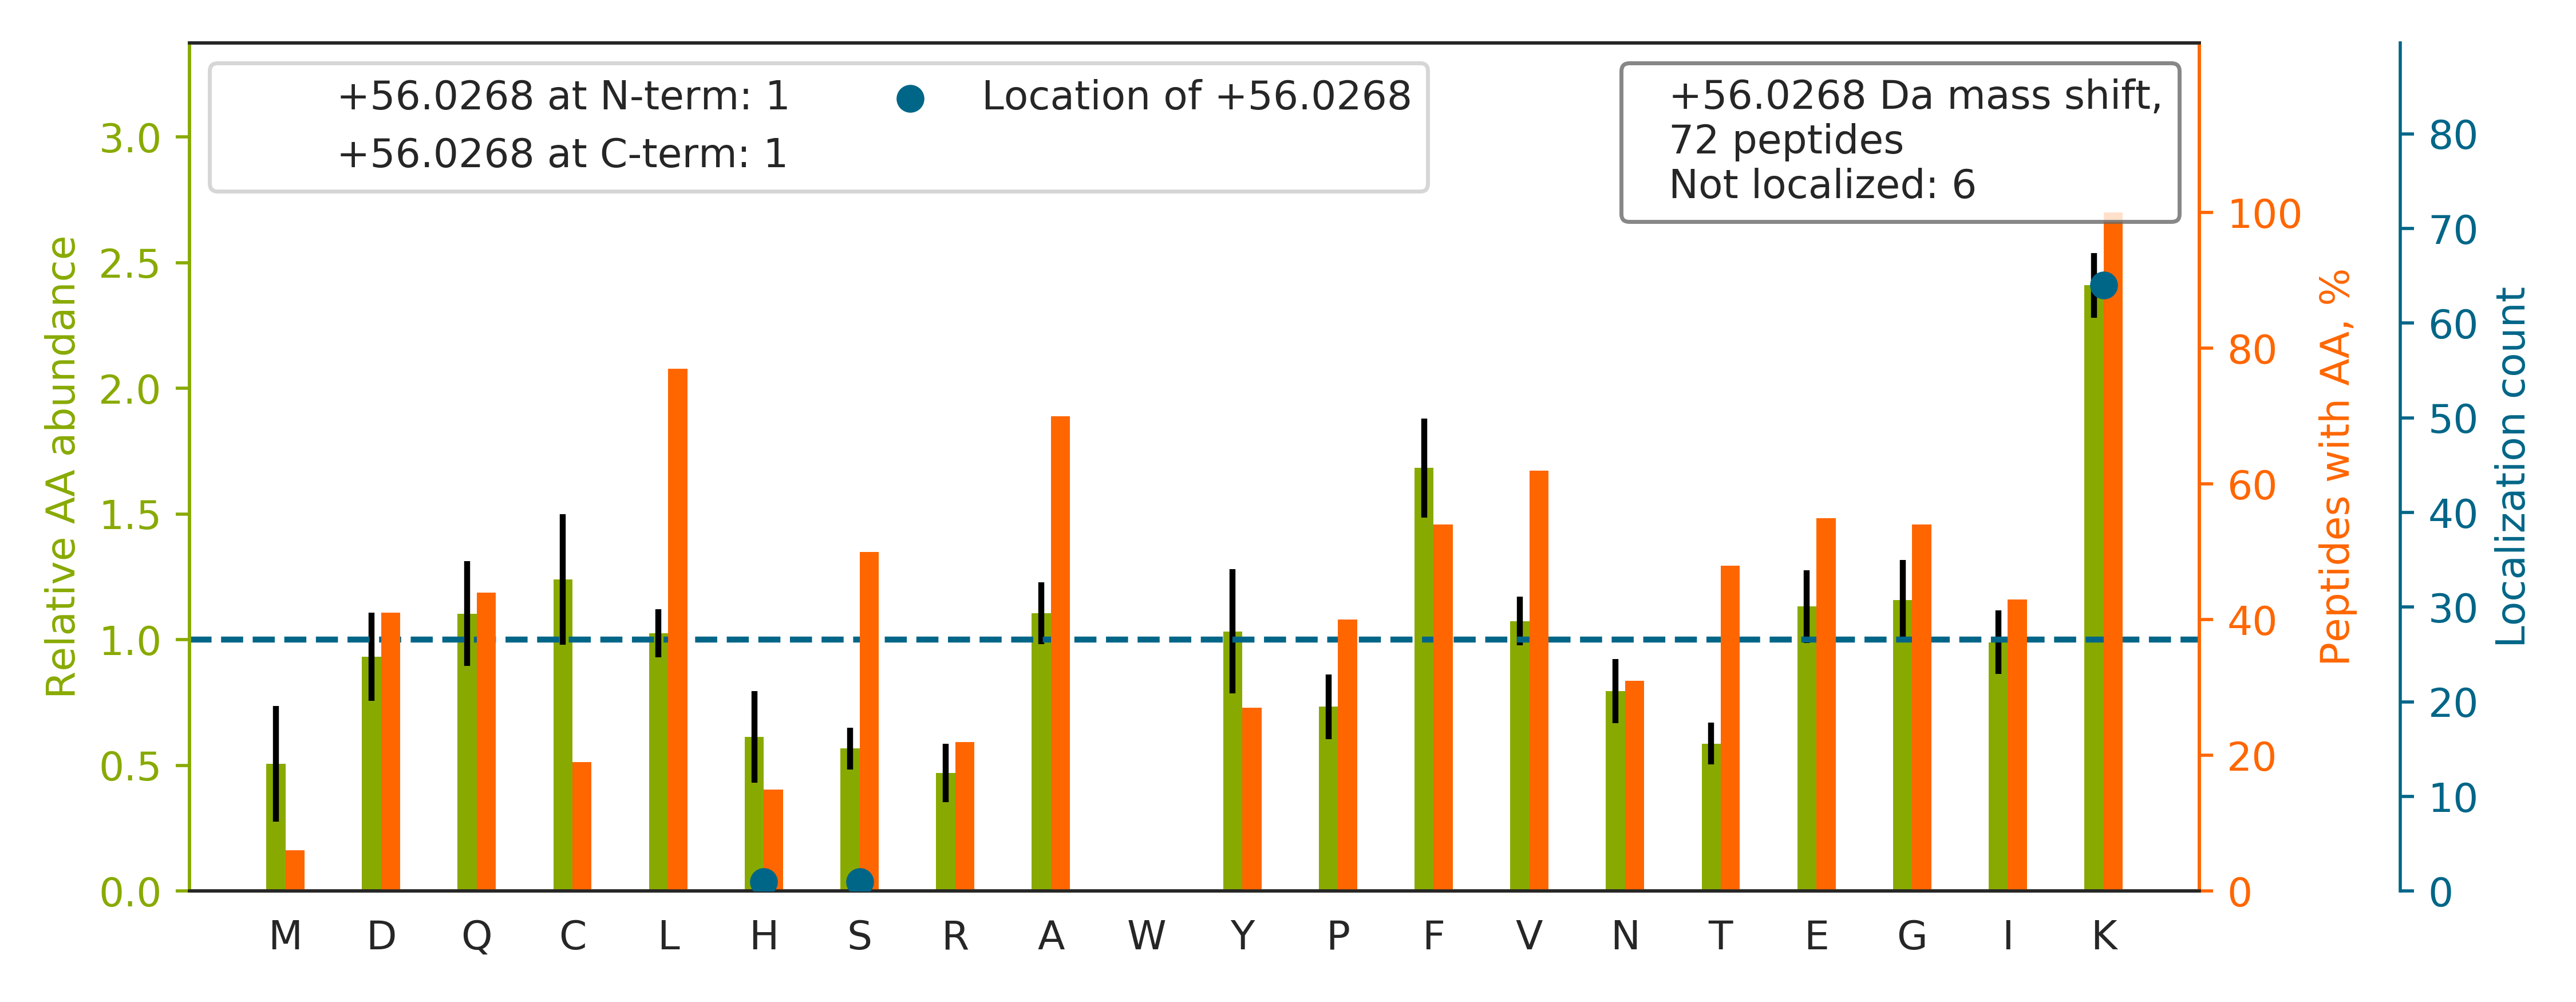 +56.0268 at N-term: 1
+56.0268 at C-term: 1
Location of +56.0268
+56.0268 Da mass shift,
72 peptides
Not localized: 6
Relative AA abundance
3.0
2.5
2.0
1.5
1.0
0.5
0.0
M D Q C L H S R A W Y P F V N T E G I K
100
80
60
40
20
0
Peptides with AA, %
80
70
60
50
40
30
20
10
0
Localization count